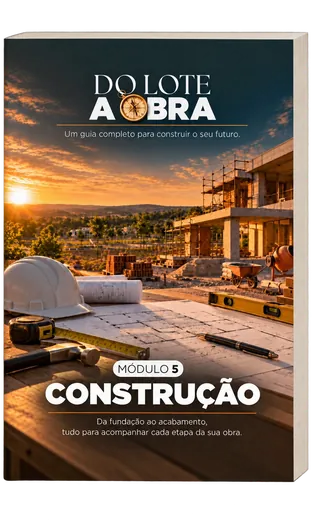 DO LOTE
A OBRA
Um guia completo para construir o seu futuro.
MÓDULO 5
CONSTRUÇÃO
Da fundação ao acabamento,
tudo para acompanhar cada etapa da sua obra.